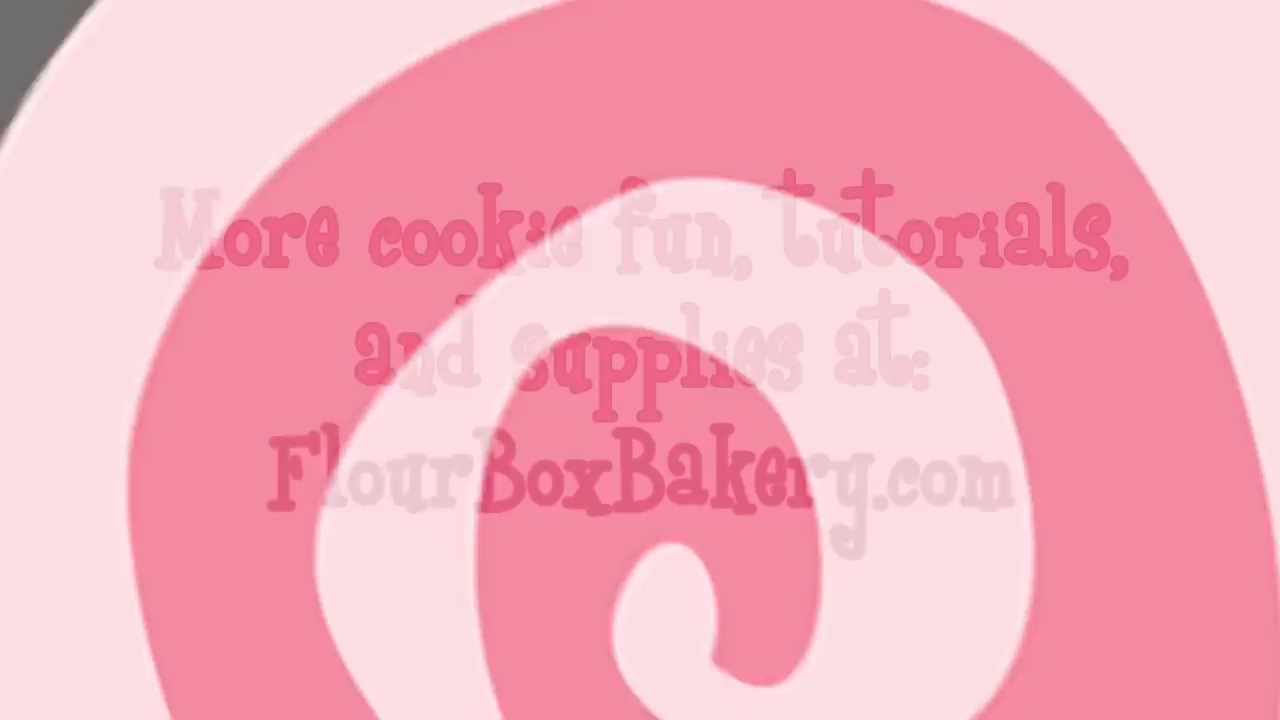 More cookie fun, tutorials,
and supplies at:
FlourBoxBakery.com